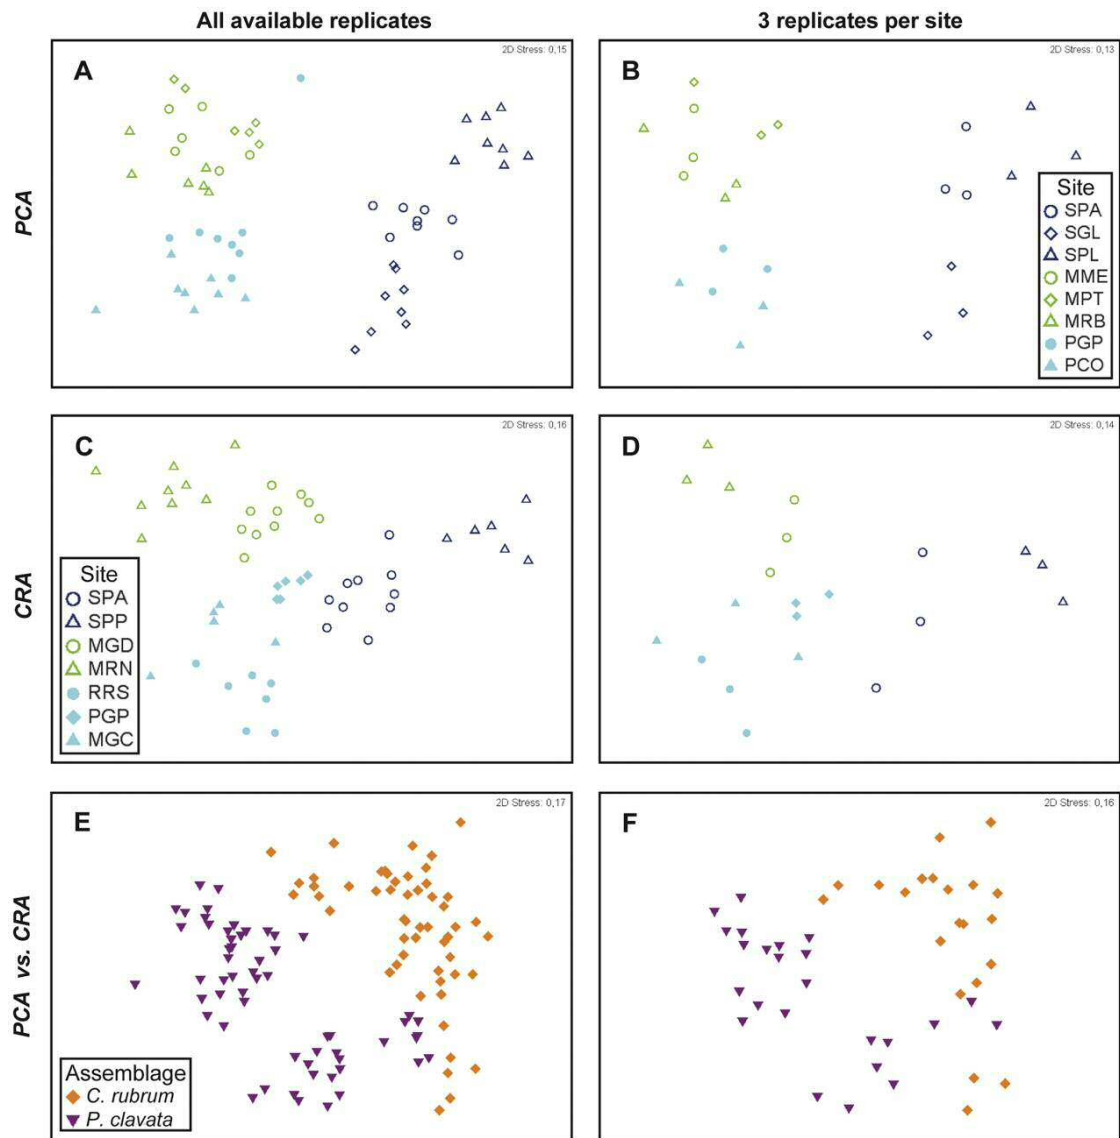 All available replicates
3 replicates per site
2D Stress: 0,15
A
2D Stress: 0,13
B
PCA
Site
SPA
SGL
SPL
MME
MPT
MRB
PGP
PCO
2D Stress: 0,16
C
2D Stress: 0,14
D
CRA
Site
SPA
SPP
MGD
MRN
RRS
PGP
MGC
2D Stress: 0,17
E
2D Stress: 0,16
F
PCA vs. CRA
Assemblage
C. rubrum
P. clavata